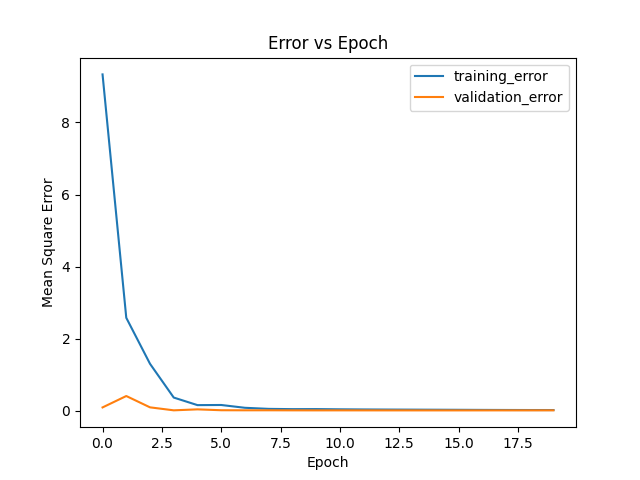 Error vs Epoch
training_error
validation_error
Mean Square Error
8
6
4
2
0
0.0 2.5 5.0 7.5 10.0 12.5 15.0 17.5
Epoch